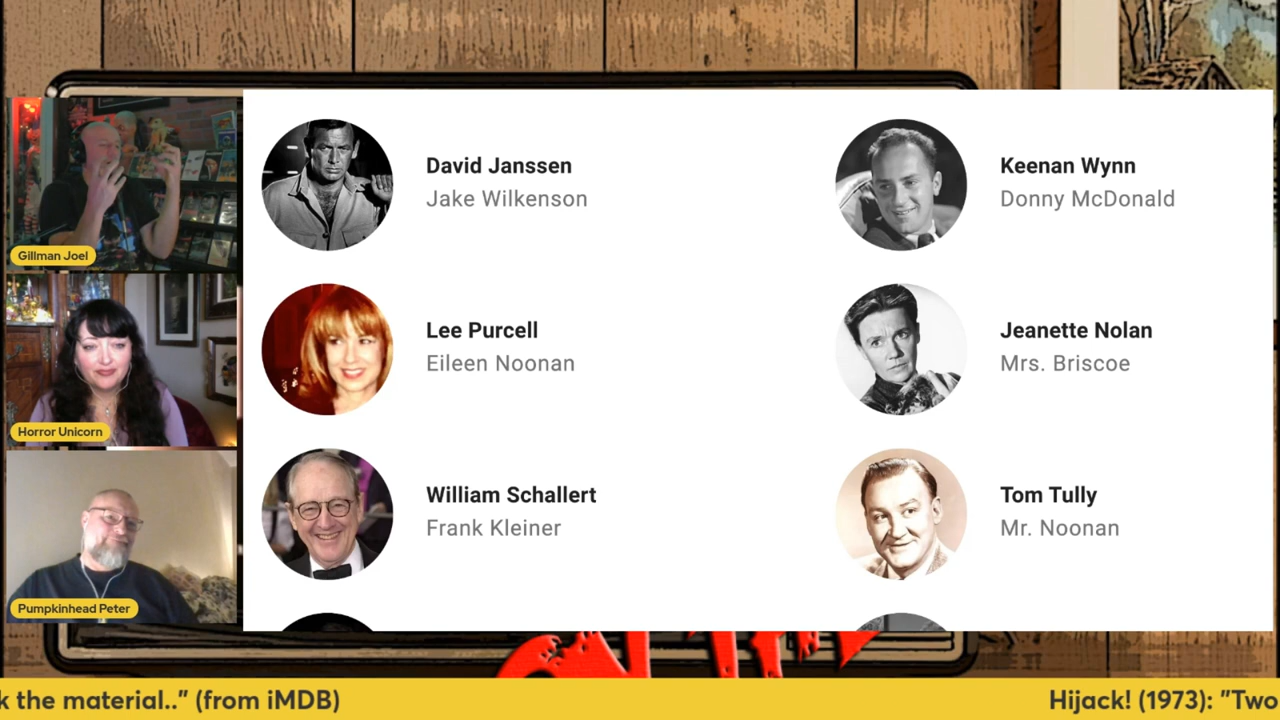 David Janssen
Jake Wilkenson
Keenan Wynn
Donny McDonald
Gillman Joel
Lee Purcell
Eileen Noonan
Jeanette Nolan
Mrs. Briscoe
Horror Unicorn
William Schallert
Frank Kleiner
Tom Tully
Mr. Noonan
Pumpkinhead Peter
k the material.." (from iMDB)
Hijack! (1973): "Two